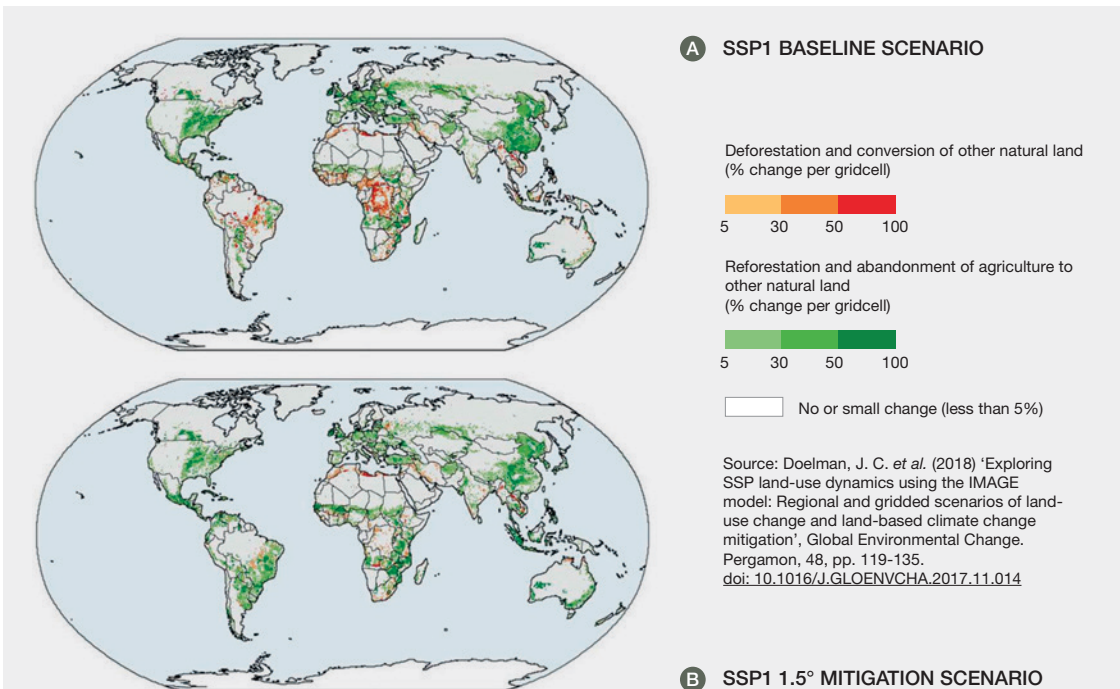 A SSP1 BASELINE SCENARIO
Deforestation and conversion of other natural land
(% change per gridcell)
5 30 50 100
Reforestation and abandonment of agriculture to
other natural land
(% change per gridcell)
5 30 50 100
No or small change (less than 5%)
Source: Doelman, J. C. et al. (2018) ‘Exploring
SSP land-use dynamics using the IMAGE
model: Regional and gridded scenarios of land-
use change and land-based climate change
mitigation’, Global Environmental Change.
Pergamon, 48, pp. 119-135.
doi: 10.1016/J.GLOENVCHA.2017.11.014
B SSP1 1.5° MITIGATION SCENARIO